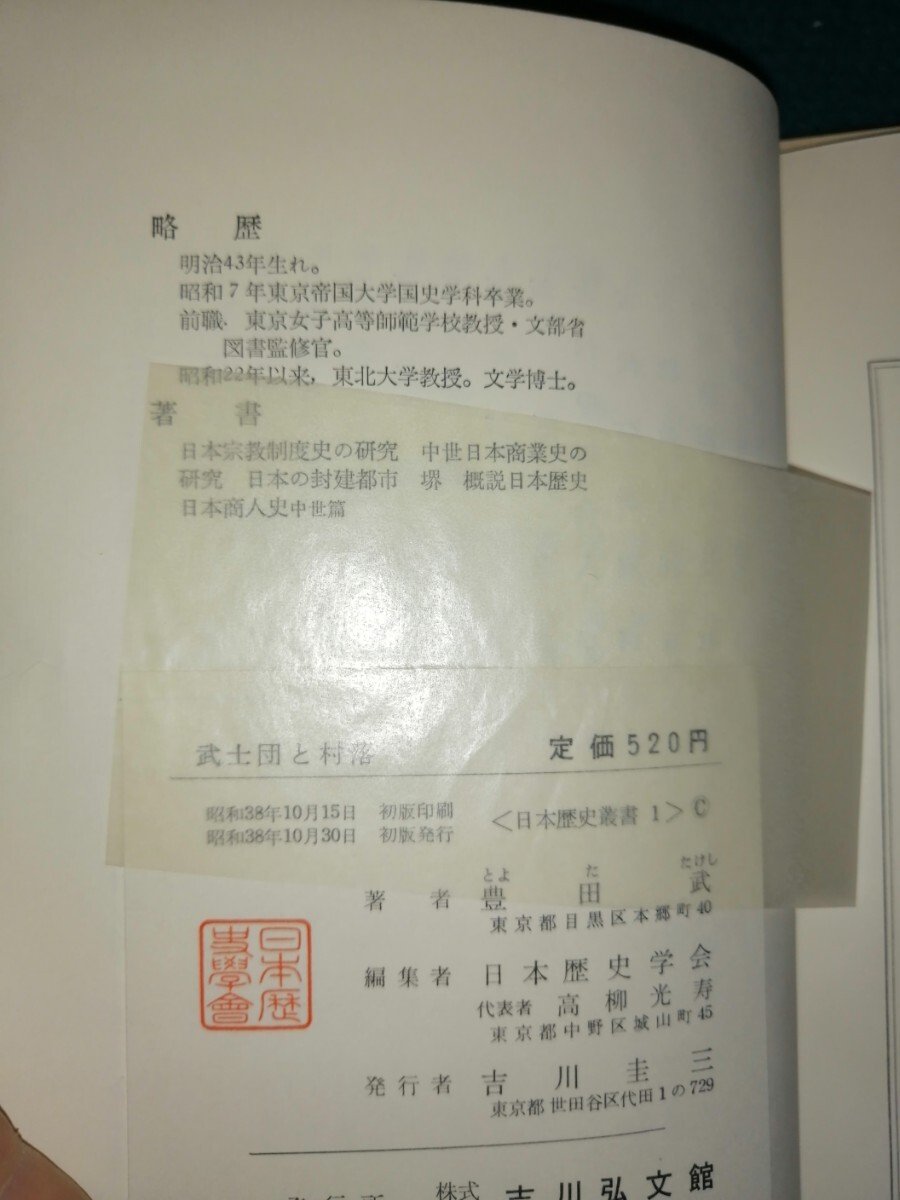 略歴
明治43年生れ。
昭和7年東京帝国大学国史学科卒業。
前職 東京女子高等師範学校教授・文部省
図書監修官。
昭和22年以来, 東北大学教授。文学博士。
著書
日本宗教制度史の研究 中世日本商業史の
研究 日本の封建都市 堺 概説日本歴史
日本商人史中世篇
武士団と村落 定価520円
昭和38年10月15日 初版印刷
昭和38年10月30日 初版発行
<日本歴史叢書 1> ©
とよ た たけし
著者 豊田武
東京都目黒区本郷町40
編集者 日本歴史学会
代表者 高柳光寿
東京都中野区城山町45
発行者 吉川圭三
東京都世田谷区代田1の729
日本歴史學會
発行所 株式 吉川弘文館